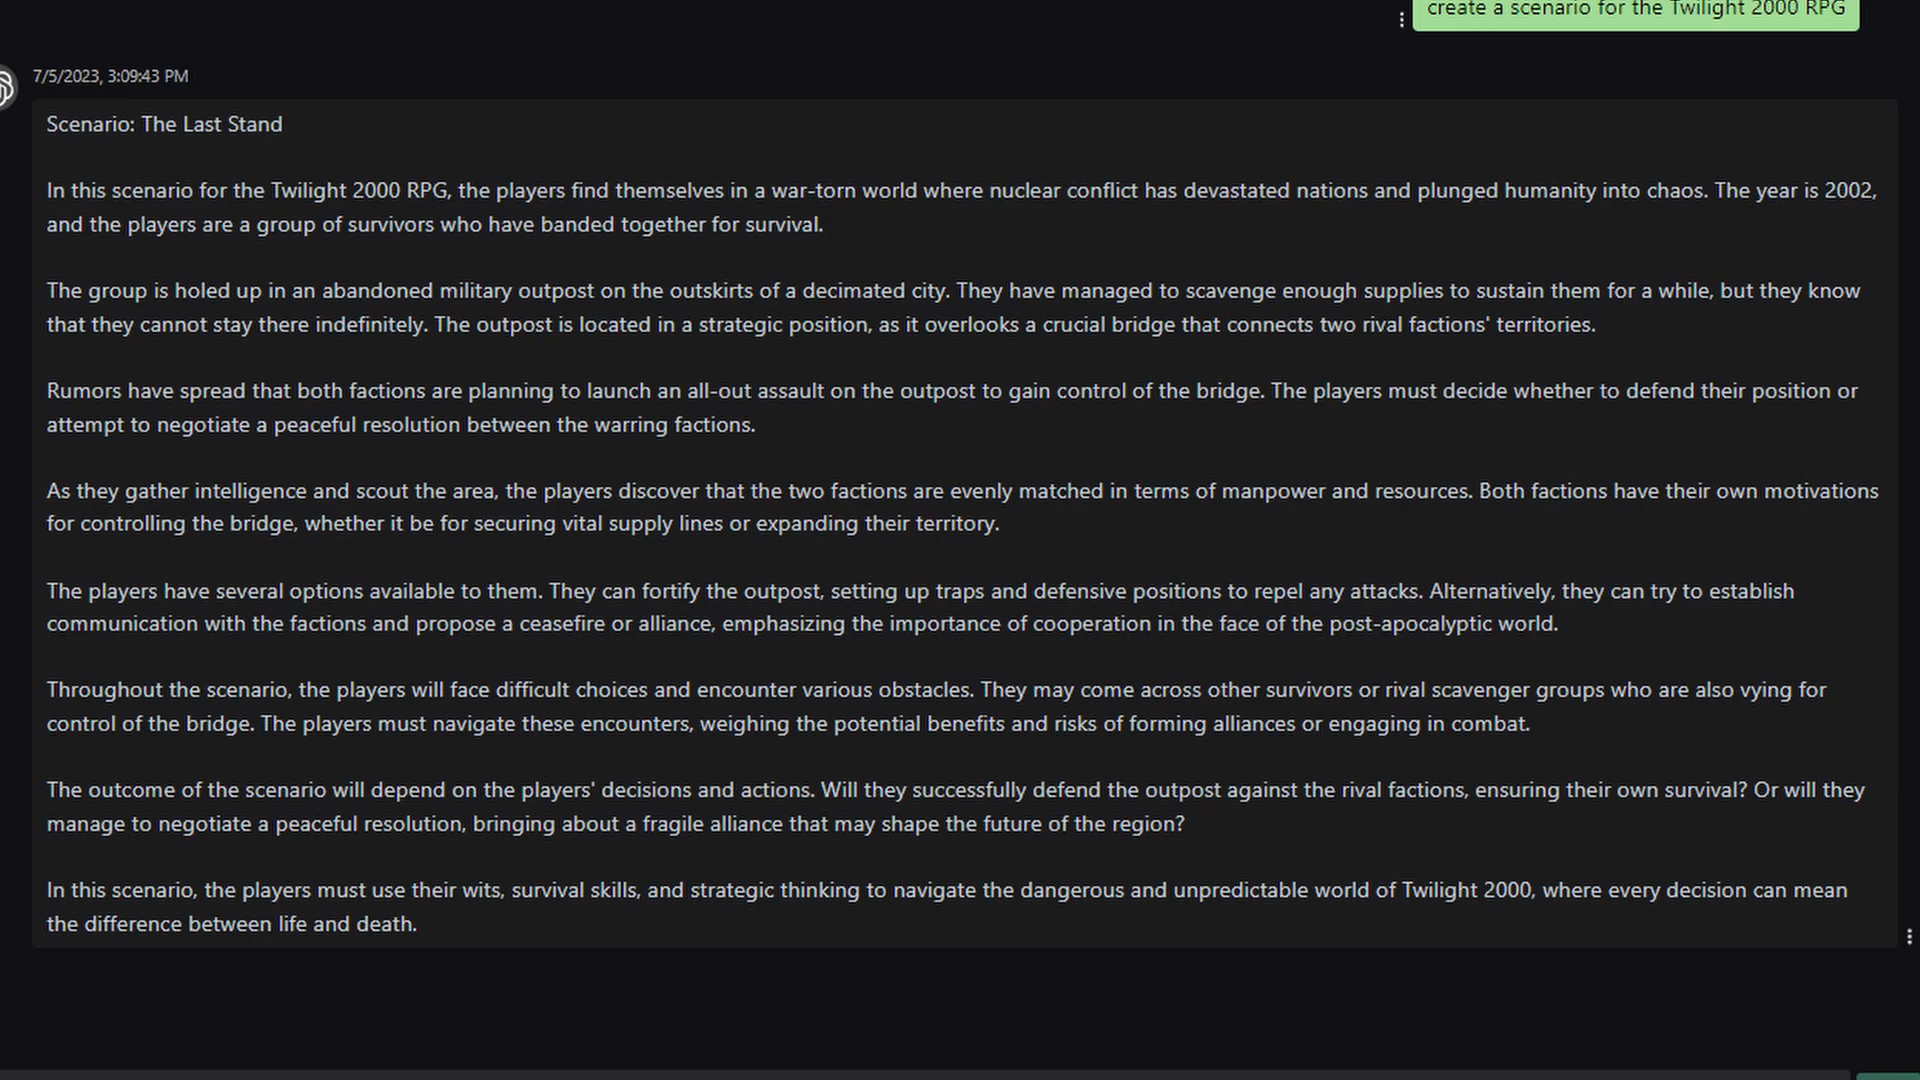 create a scenario for the Twilight 2000 RPG
7/5/2023, 3:09:43 PM
Scenario: The Last Stand
In this scenario for the Twilight 2000 RPG, the players find themselves in a war-torn world where nuclear conflict has devastated nations and plunged humanity into chaos. The year is 2002,
and the players are a group of survivors who have banded together for survival.
The group is holed up in an abandoned military outpost on the outskirts of a decimated city. They have managed to scavenge enough supplies to sustain them for a while, but they know
that they cannot stay there indefinitely. The outpost is located in a strategic position, as it overlooks a crucial bridge that connects two rival factions' territories.
Rumors have spread that both factions are planning to launch an all-out assault on the outpost to gain control of the bridge. The players must decide whether to defend their position or
attempt to negotiate a peaceful resolution between the warring factions.
As they gather intelligence and scout the area, the players discover that the two factions are evenly matched in terms of manpower and resources. Both factions have their own motivations
for controlling the bridge, whether it be for securing vital supply lines or expanding their territory.
The players have several options available to them. They can fortify the outpost, setting up traps and defensive positions to repel any attacks. Alternatively, they can try to establish
communication with the factions and propose a ceasefire or alliance, emphasizing the importance of cooperation in the face of the post-apocalyptic world.
Throughout the scenario, the players will face difficult choices and encounter various obstacles. They may come across other survivors or rival scavenger groups who are also vying for
control of the bridge. The players must navigate these encounters, weighing the potential benefits and risks of forming alliances or engaging in combat.
The outcome of the scenario will depend on the players' decisions and actions. Will they successfully defend the outpost against the rival factions, ensuring their own survival? Or will they
manage to negotiate a peaceful resolution, bringing about a fragile alliance that may shape the future of the region?
In this scenario, the players must use their wits, survival skills, and strategic thinking to navigate the dangerous and unpredictable world of Twilight 2000, where every decision can mean
the difference between life and death.